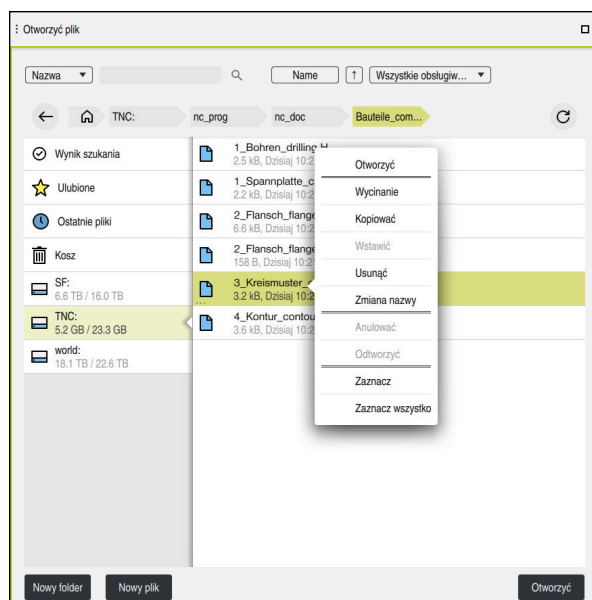 Otworzyć plik
Nazwa Name Wszystkie obsługiw...
TNC: nc_prog nc_doc Bauteile_com...
Wynik szukania
Ulubione
Ostatnie pliki
Kosz
SF:
6.6 TB / 16.0 TB
TNC:
5.2 GB / 23.3 GB
world:
18.1 TB / 22.6 TB
1_Bohren_drilling.H
2.5 kB, Dzisiaj 10:2
1_Spannplatte_c
2.2 kB, Dzisiaj 10:2
2_Flansch_flange
6.6 kB, Dzisiaj 10:2
2_Flansch_flange
158 B, Dzisiaj 10:2
3_Kreismuster_
3.2 kB, Dzisiaj 10:2
4_Kontur_contou
3.6 kB, Dzisiaj 10:2
Otworzyć
Wycinanie
Kopiować
Wstawić
Usunąć
Zmiana nazwy
Anulować
Odtworzyć
Zaznacz
Zaznacz wszystko
Nowy folder Nowy plik Otworzyć